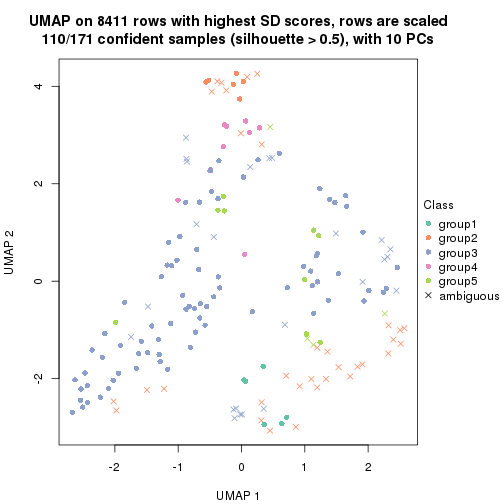 UMAP on 8411 rows with highest SD scores, rows are scaled
110/171 confident samples (silhouette > 0.5), with 10 PCs
4
2
0
-2
UMAP 2
-2
-1
0
1
2
UMAP 1
Class
group1
group2
group3
group4
group5
ambiguous